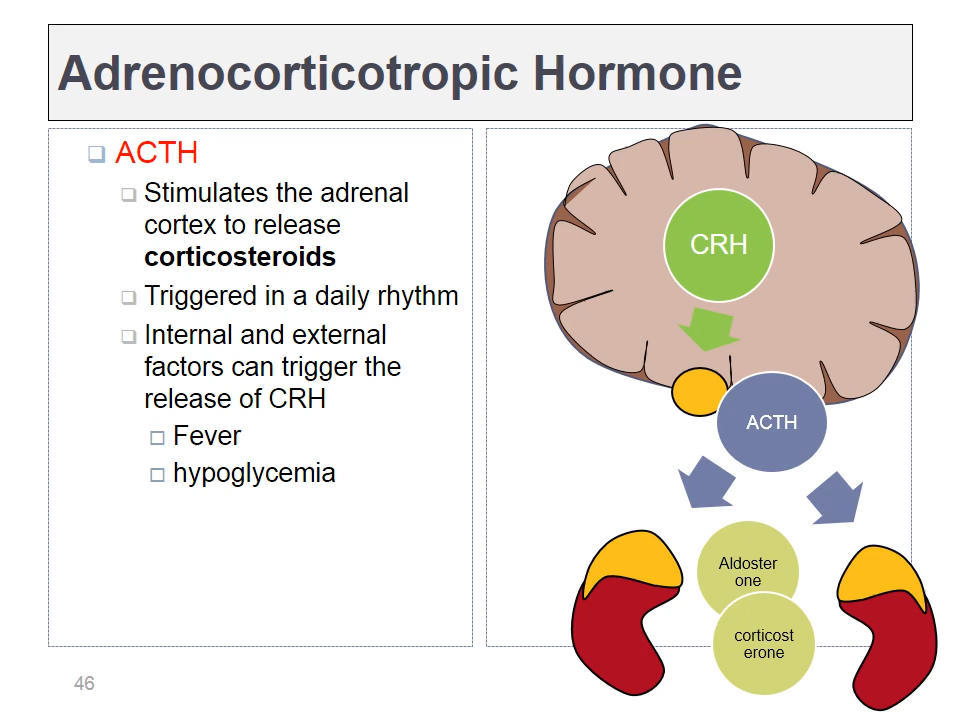 Adrenocorticotropic Hormone
ACTH
Stimulates the adrenal
cortex to release
corticosteroids
Triggered in a daily rhythm
Internal and external
factors can trigger the
release of CRH
Fever
hypoglycemia
CRH
ACTH
Aldoster
one
corticost
erone
46